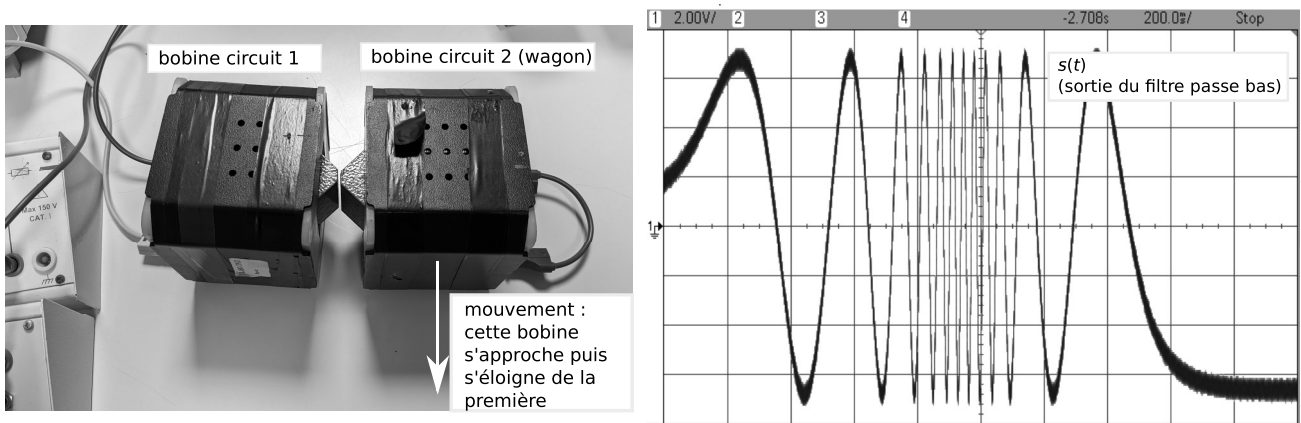 bobine circuit 1
bobine circuit 2 (wagon)
Max 150 V
CAT. I
mouvement :
cette bobine
s'approche puis
s'éloigne de la
première
1 2.00V/ 2 3 4 -2.708s 200.0m/ Stop
s(t)
(sortie du filtre passe bas)
1